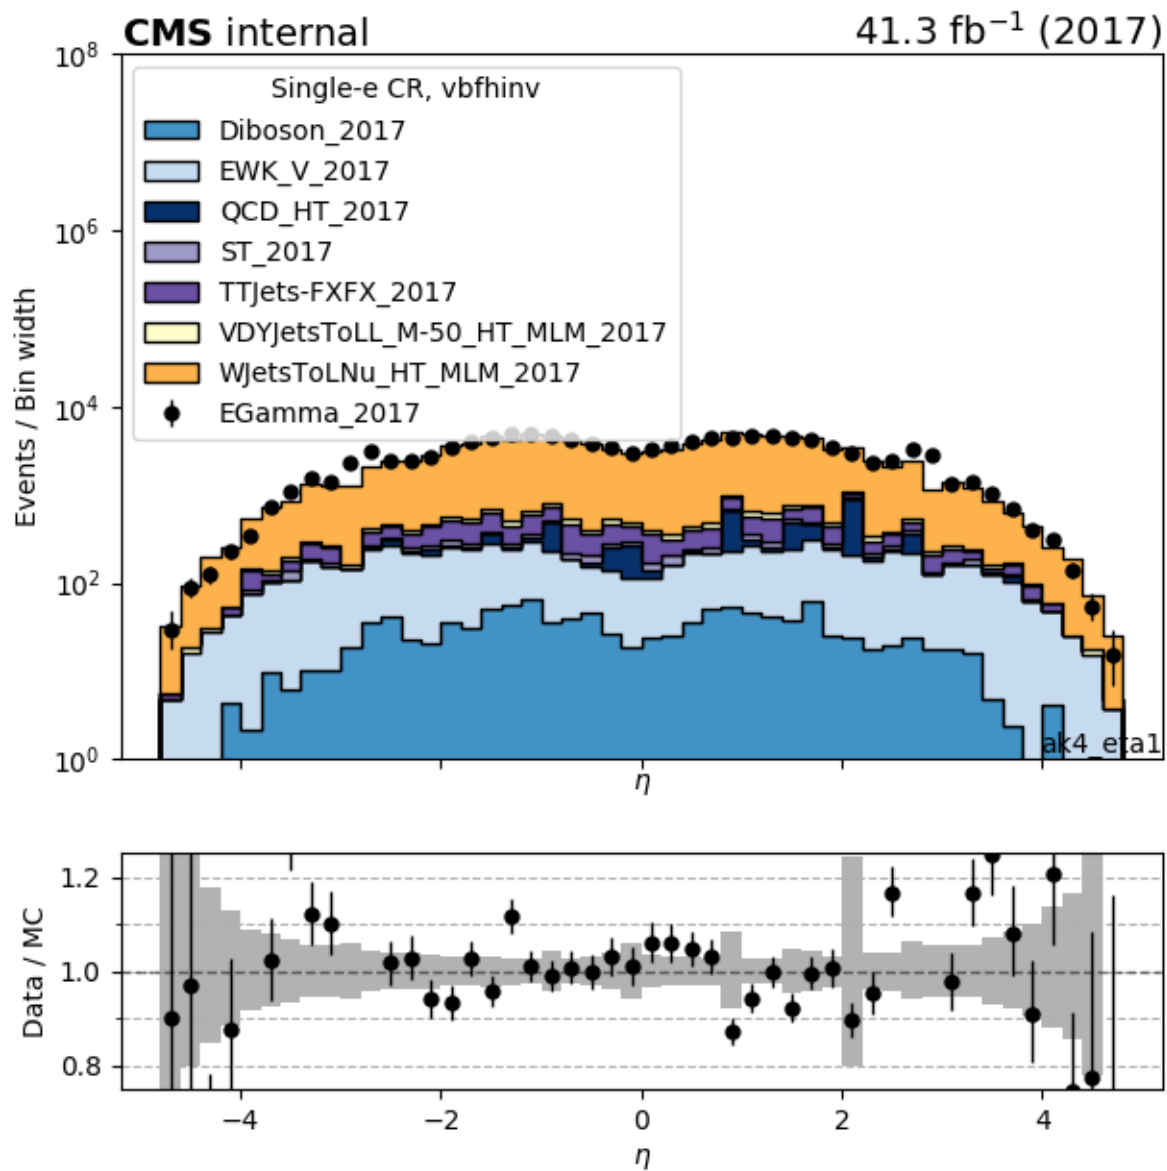 CMS internal 41.3 fb⁻¹ (2017)
10⁸
Single-e CR, vbfhinv
Diboson_2017
EWK_V_2017
QCD_HT_2017
ST_2017
TTJets-FXFX_2017
VDYJetsToLL_M-50_HT_MLM_2017
WJetsToLNu_HT_MLM_2017
EGamma_2017
10⁶
10⁴
10²
10⁰
Events / Bin width
ak4_eta1
−4 −2 0 2 4
η
1.2
1.0
0.8
Data / MC
η